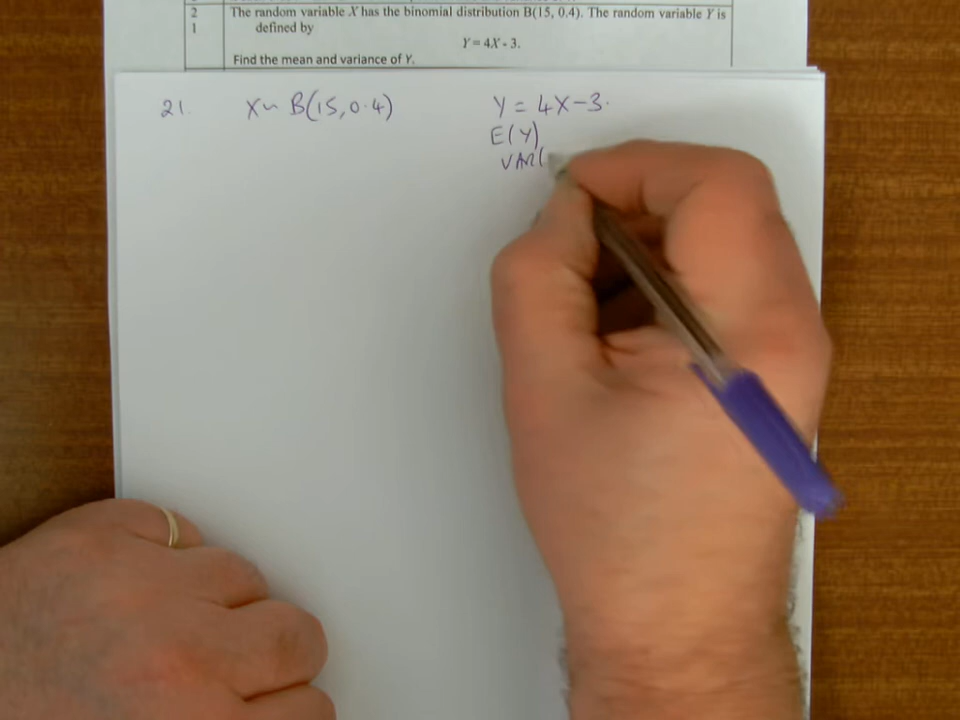 2 The random variable X has the binomial distribution B(15, 0.4). The random variable Y is
1 defined by
Y = 4X - 3.
Find the mean and variance of Y.
21. X~ B(15,0.4) Y = 4X-3.
E(Y)
VAR(